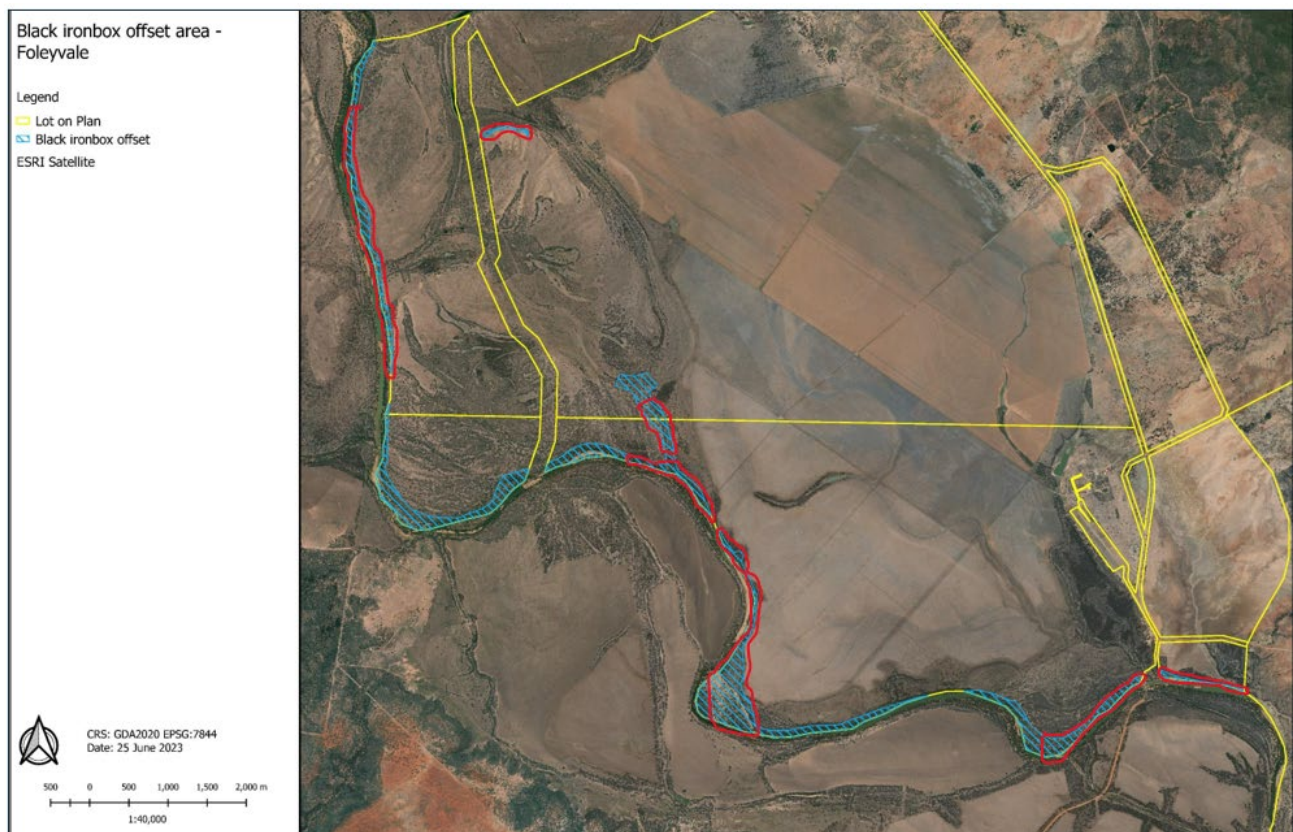 Black ironbox offset area -
Foleyvale
Legend
Lot on Plan
Black ironbox offset
ESRI Satellite
CRS: GDA2020 EPSG:7844
Date: 25 June 2023
500 0 500 1,000 1,500 2,000 m
1:40,000